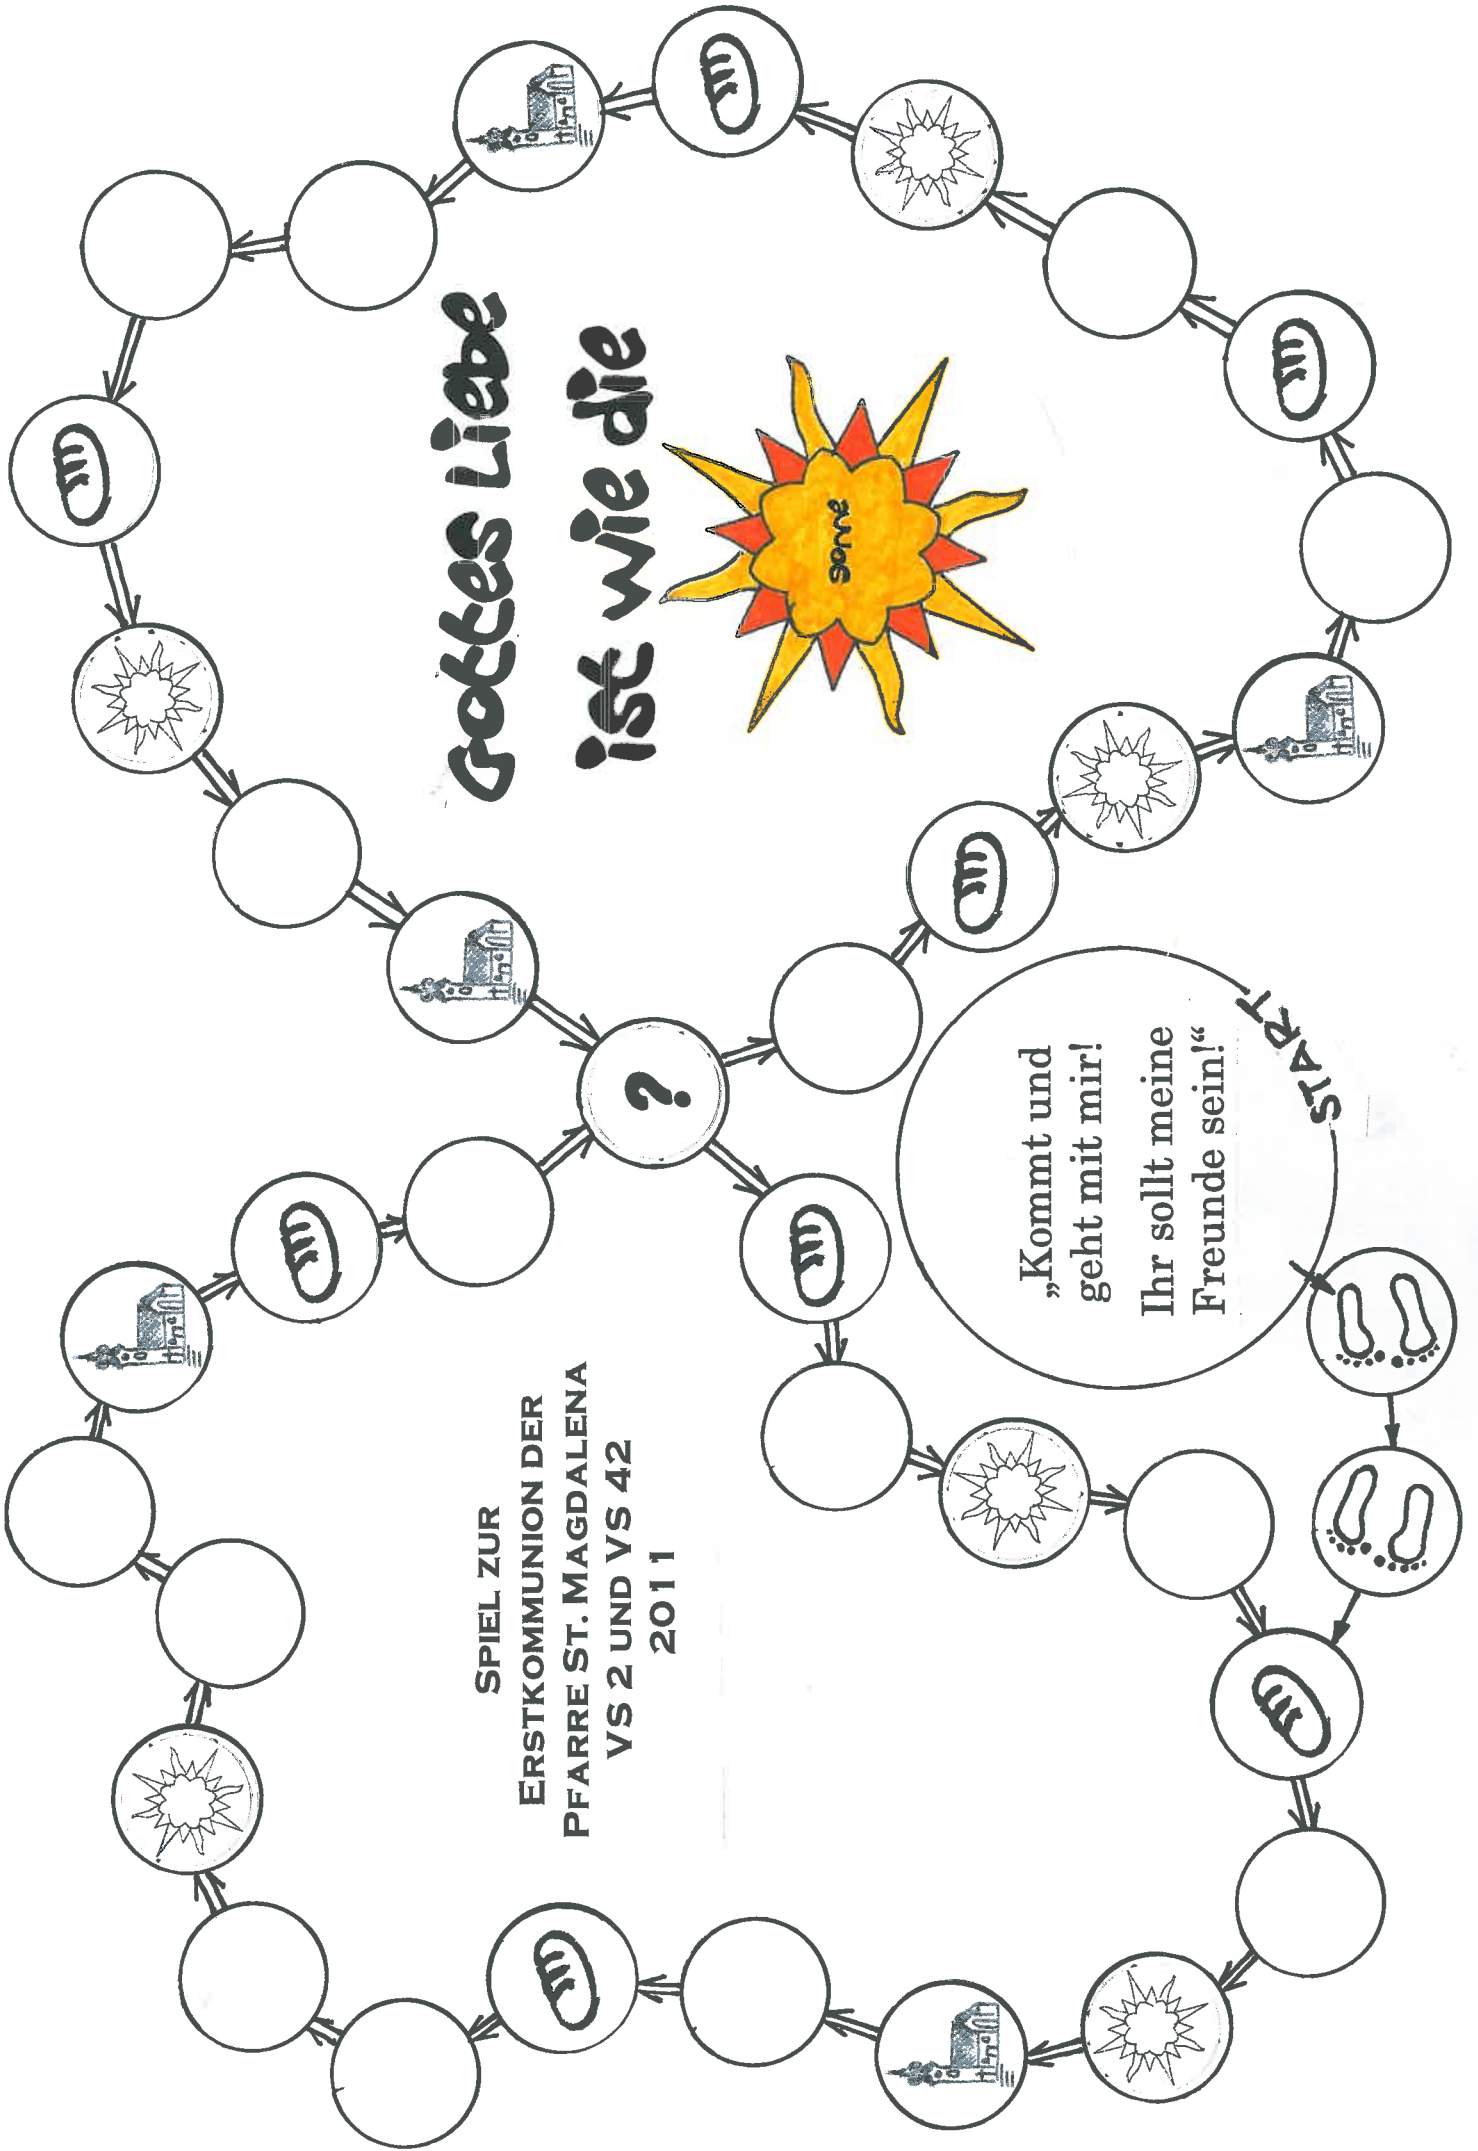 Gottes Liebe
ist wie die
Sonne
SPIEL ZUR
ERSTKOMMUNION DER
PFARRE ST. MAGDALENA
VS 2 UND VS 42
2011
?
„Kommt und
geht mit mir!
Ihr sollt meine
Freunde sein!“
START